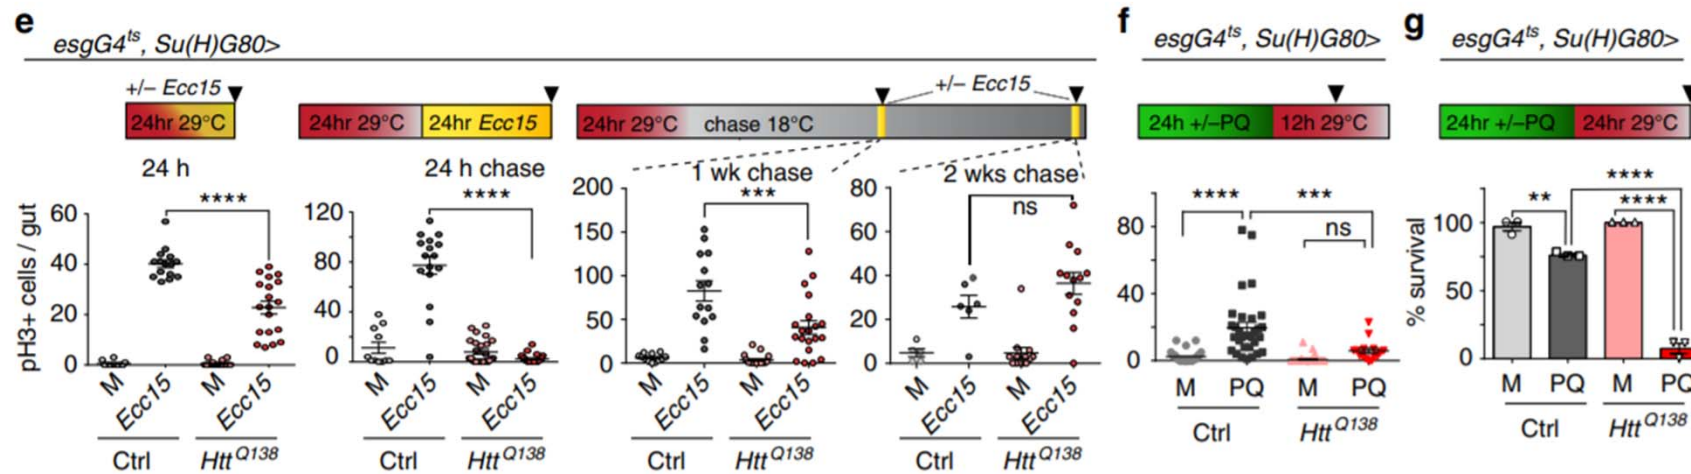 e
esgG4ts, Su(H)G80>
+/– Ecc15
24hr 29°C
24 h
pH3+ cells / gut
60
40
20
0
****
M
Ecc15
M
Ecc15
Ctrl
HttQ138
24hr 29°C
24hr Ecc15
24 h chase
120
80
40
0
****
M
Ecc15
M
Ecc15
Ctrl
HttQ138
+/– Ecc15
24hr 29°C
chase 18°C
1 wk chase
200
150
100
50
0
***
M
Ecc15
M
Ecc15
Ctrl
HttQ138
2 wks chase
80
60
40
20
0
ns
M
Ecc15
M
Ecc15
Ctrl
HttQ138
f
esgG4ts, Su(H)G80>
24h +/–PQ
12h 29°C
80
40
0
****
***
ns
M
PQ
M
PQ
Ctrl
HttQ138
g
esgG4ts, Su(H)G80>
24hr +/–PQ
24hr 29°C
% survival
100
50
0
**
****
****
M
PQ
M
PQ
Ctrl
HttQ138